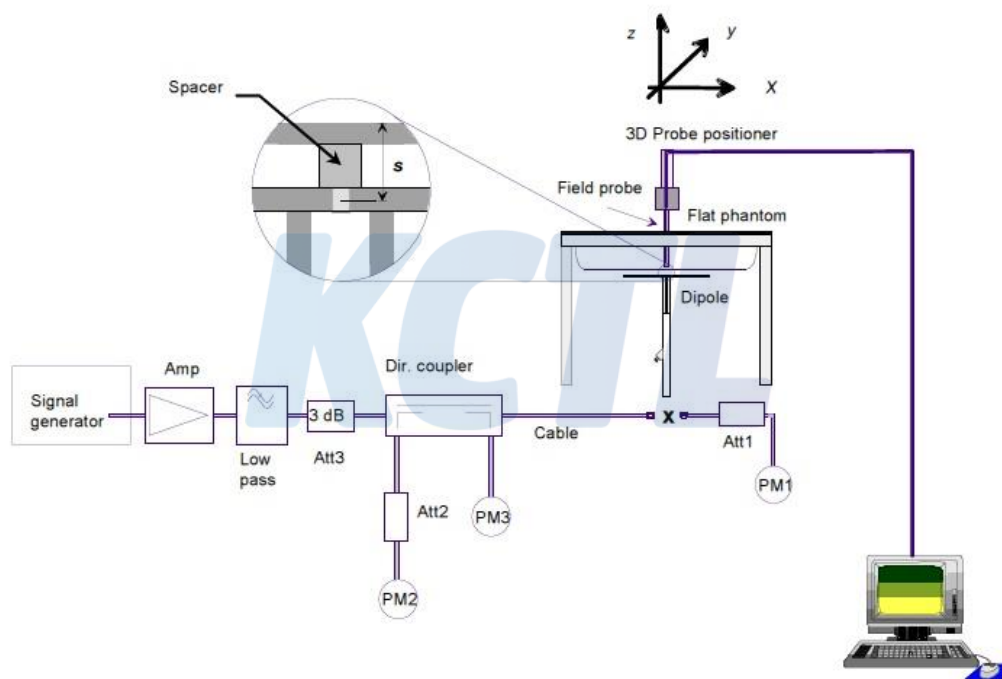 z
y
X
Spacer
s
3D Probe positioner
Field probe
Flat phantom
Dipole
KCTL
Amp
Dir. coupler
Signal
generator
3 dB
Cable
X
Att1
Low
pass
Att3
PM1
Att2
PM3
PM2